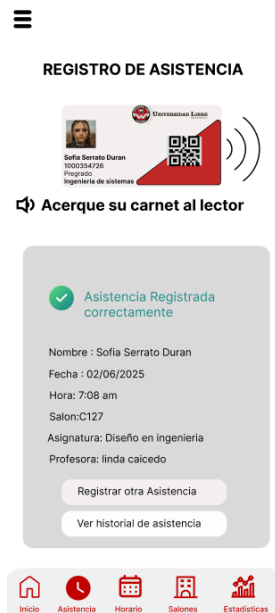 REGISTRO DE ASISTENCIA
UNIVERSIDAD LIBRE
Sofia Serrato Duran
1000354726
Pregrado
Ingenieria de sistemas
Acerque su carnet al lector
Asistencia Registrada
correctamente
Nombre : Sofia Serrato Duran
Fecha : 02/06/2025
Hora: 7:08 am
Salon:C127
Asignatura: Diseño en ingenieria
Profesora: linda caicedo
Registrar otra Asistencia
Ver historial de asistencia
Inicio Asistencia Horario Salones Estadísticas